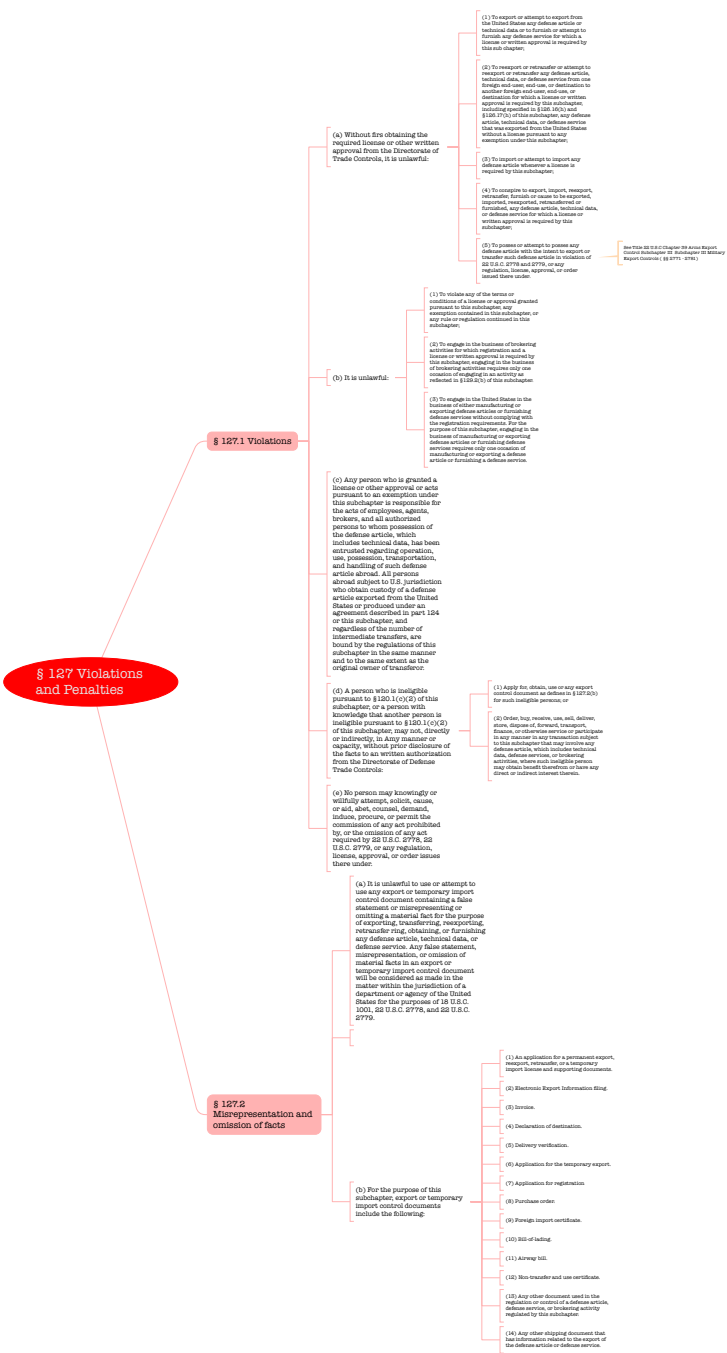 § 127 Violations
and Penalties
§ 127.1 Violations
(a) Without firs obtaining the
required license or other written
approval from the Directorate of
Trade Controls, it is unlawful:
(1) To export or attempt to export from
the United States any defense article or
technical data or to furnish or attempt to
furnish any defense service for which a
license or written approval is required by
this sub chapter;
(2) To reexport or retransfer or attempt to
reexport or retransfer any defense article,
technical data, or defense service from one
foreign end-user, end-use, or destination to
another foreign end-user, end-use, or
destination for which a license or written
approval is required by this subchapter,
including specified in §126.16(h) and
§126.17(h) of this subchapter, any defense
article, technical data, or defense service
that was exported from the United States
without a license pursuant to any
exemption under this subchapter;
(3) To import or attempt to import any
defense article whenever a license is
required by this subchapter;
(4) To conspire to export, import, reexport,
retransfer, furnish or cause to be exported,
imported, reexported, retransferred or
furnished, any defense article, technical data,
or defense service for which a license or
written approval is required by this
subchapter;
(5) To posses or attempt to posses any
defense article with the intent to export or
transfer such defense article in violation of
22 U.S.C. 2778 and 2779, or any
regulation, license, approval, or order
issued there under.
See Title 22 U.S.C Chapter 39 Arms Export
Control Subchapter III Subchapter III Military
Export Controls ( §§ 2771 - 2781 )
(b) It is unlawful:
(1) To violate any of the terms or
conditions of a license or approval granted
pursuant to this subchapter, any
exemption contained in this subchapter, or
any rule or regulation continued in this
subchapter;
(2) To engage in the business of brokering
activities for which registration and a
license or written approval is required by
this subchapter, engaging in the business
of brokering activities requires only one
occasion of engaging in an activity as
reflected in §129.2(b) of this subchapter.
(3) To engage in the United States in the
business of either manufacturing or
exporting defense articles or furnishing
defense services without complying with
the registration requirements. For the
purpose of this subchapter, engaging in the
business of manufacturing or exporting
defense articles or furnishing defense
services requires only one occasion of
manufacturing or exporting a defense
article or furnishing a defense service.
(c) Any person who is granted a
license or other approval or acts
pursuant to an exemption under
this subchapter is responsible for
the acts of employees, agents,
brokers, and all authorized
persons to whom possession of
the defense article, which
includes technical data, has been
entrusted regarding operation,
use, possession, transportation,
and handling of such defense
article abroad. All persons
abroad subject to U.S. jurisdiction
who obtain custody of a defense
article exported from the United
States or produced under an
agreement described in part 124
or this subchapter, and
regardless of the number of
intermediate transfers, are
bound by the regulations of this
subchapter in the same manner
and to the same extent as the
original owner of transferor.
(d) A person who is ineligible
pursuant to §120.1(c)(2) of this
subchapter, or a person with
knowledge that another person is
ineligible pursuant to §120.1(c)(2)
of this subchapter, may not, directly
or indirectly, in Amy manner or
capacity, without prior disclosure of
the facts to an written authorization
from the Directorate of Defense
Trade Controls:
(1) Apply for, obtain, use or any export
control document as defines in §127.2(b)
for such ineligible persons; or
(2) Order, buy, receive, use, sell, deliver,
store, dispose of, forward, transport,
finance, or otherwise service or participate
in any manner in any transaction subject
to this subchapter that may involve any
defense article, which includes technical
data, defense services, or brokering
activities, where such ineligible person
may obtain benefit therefrom or have any
direct or indirect interest therein.
(e) No person may knowingly or
willfully attempt, solicit, cause,
or aid, abet, counsel, demand,
induce, procure, or permit the
commission of any act prohibited
by, or the omission of any act
required by 22 U.S.C. 2778, 22
U.S.C. 2779, or any regulation,
license, approval, or order issues
there under.
§ 127.2
Misrepresentation and
omission of facts
(a) It is unlawful to use or attempt to
use any export or temporary import
control document containing a false
statement or misrepresenting or
omitting a material fact for the purpose
of exporting, transferring, reexporting,
retransfer ring, obtaining, or furnishing
any defense article, technical data, or
defense service. Any false statement,
misrepresentation, or omission of
material facts in an export or
temporary import control document
will be considered as made in the
matter within the jurisdiction of a
department or agency of the United
States for the purposes of 18 U.S.C.
1001, 22 U.S.C. 2778, and 22 U.S.C.
2779.
(b) For the purpose of this
subchapter, export or temporary
import control documents
include the following:
(1) An application for a permanent export,
reexport, retransfer, or a temporary
import license and supporting documents.
(2) Electronic Export Information filing.
(3) Invoice.
(4) Declaration of destination.
(5) Delivery verification.
(6) Application for the temporary export.
(7) Application for registration
(8) Purchase order.
(9) Foreign import certificate.
(10) Bill-of-lading.
(11) Airway bill.
(12) Non-transfer and use certificate.
(13) Any other document used in the
regulation or control of a defense article,
defense service, or brokering activity
regulated by this subchapter.
(14) Any other shipping document that
has information related to the export of
the defense article or defense service.